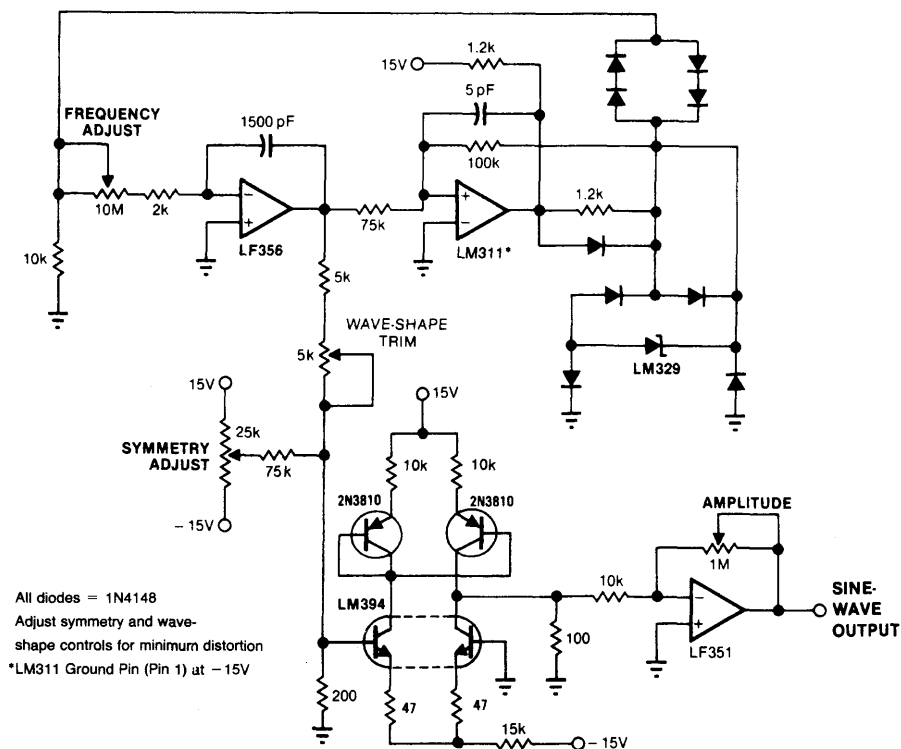 1.2k
15V
5 pF
FREQUENCY
ADJUST
1500 pF
100k
10M
2k
75k
1.2k
LF356
LM311*
10k
5k
WAVE-SHAPE
TRIM
5k
LM329
15V
15V
25k
SYMMETRY
ADJUST
75k
10k
10k
2N3810
2N3810
AMPLITUDE
– 15V
1M
All diodes = 1N4148
Adjust symmetry and wave-
shape controls for minimum distortion
*LM311 Ground Pin (Pin 1) at −15V
LM394
10k
SINE-
WAVE
OUTPUT
100
LF351
200
47
47
15k
– 15V